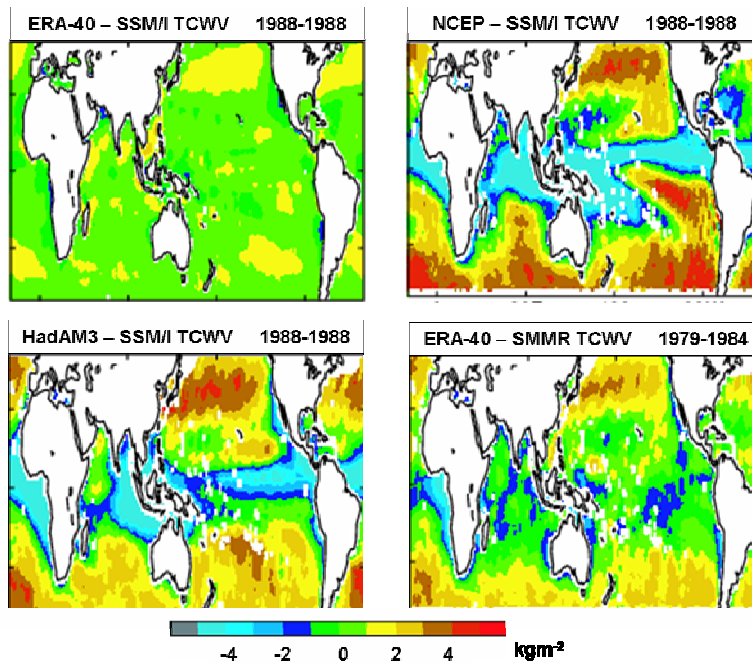 ERA-40 – SSM/I TCWV 1988-1988
NCEP – SSM/I TCWV 1988-1988
HadAM3 – SSM/I TCWV 1988-1988
ERA-40 – SMMR TCWV 1979-1984
-4 -2 0 2 4 kgm-²